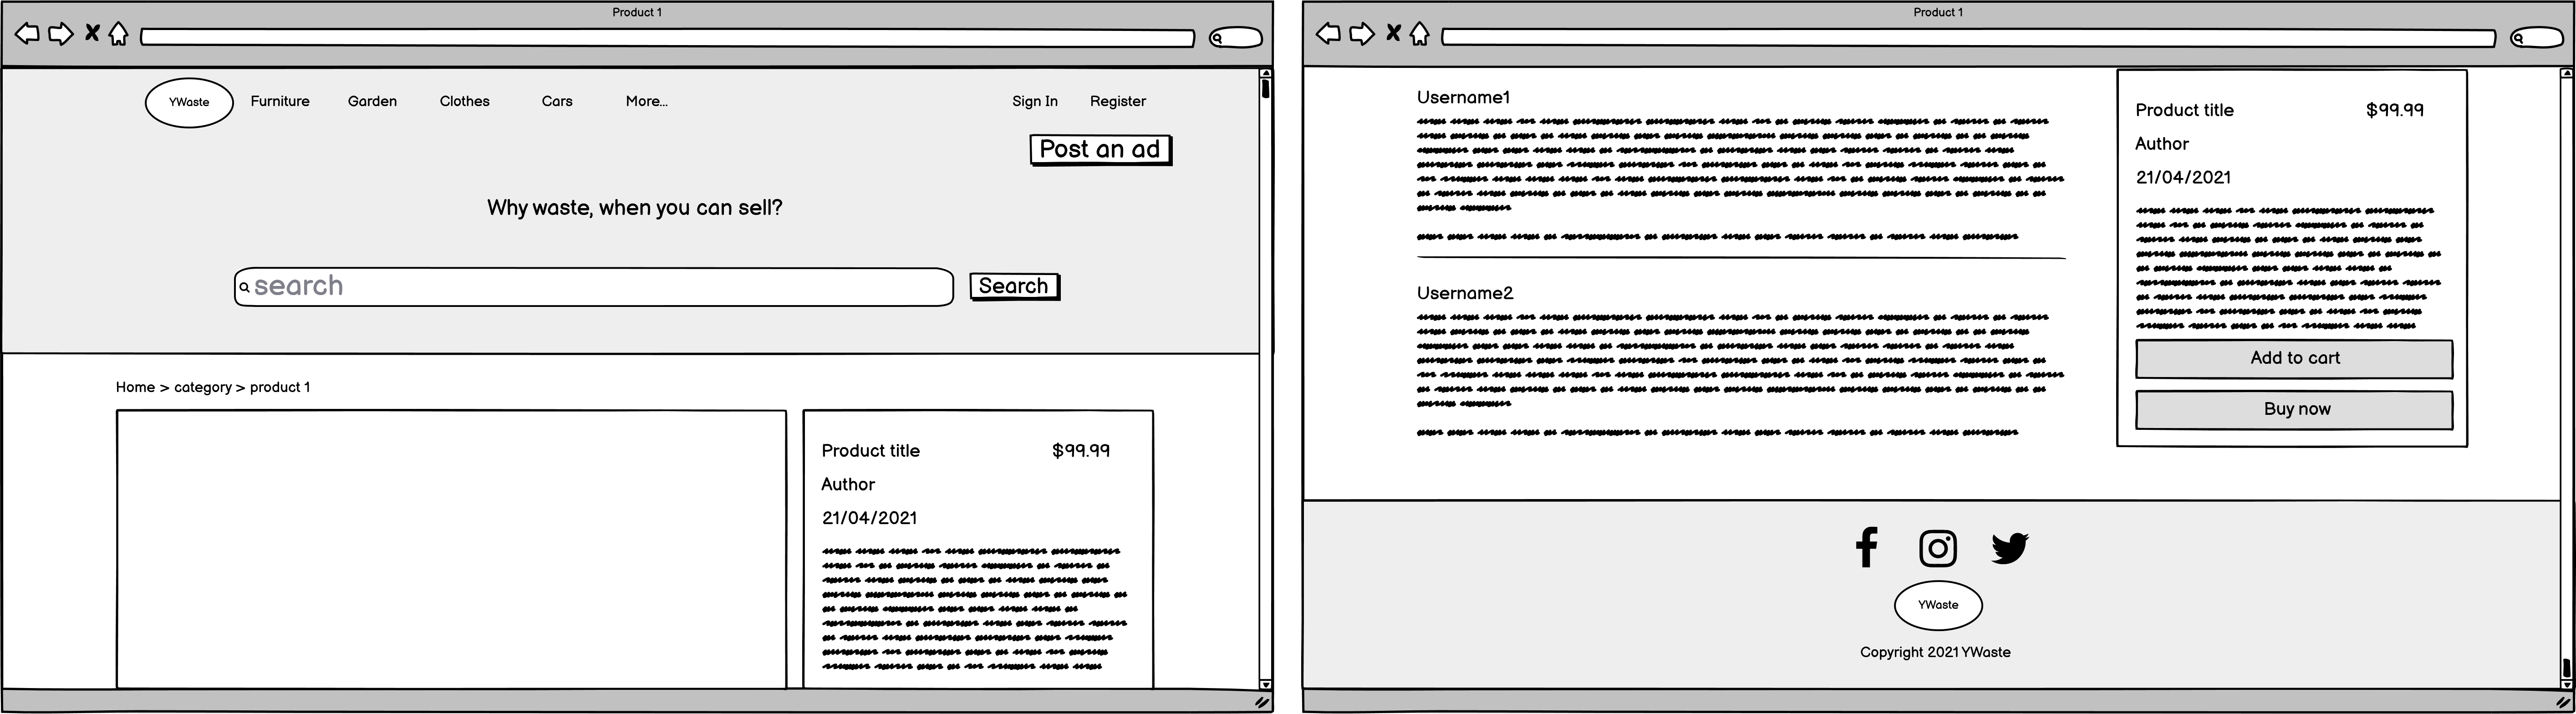 Product 1
YWaste Furniture Garden Clothes Cars More... Sign In Register
Post an ad
Why waste, when you can sell?
search Search
Home > category > product 1
Product title $99.99
Author
21/04/2021
Product 1
Username1
Username2
Product title $99.99
Author
21/04/2021
Add to cart
Buy now
YWaste
Copyright 2021 YWaste